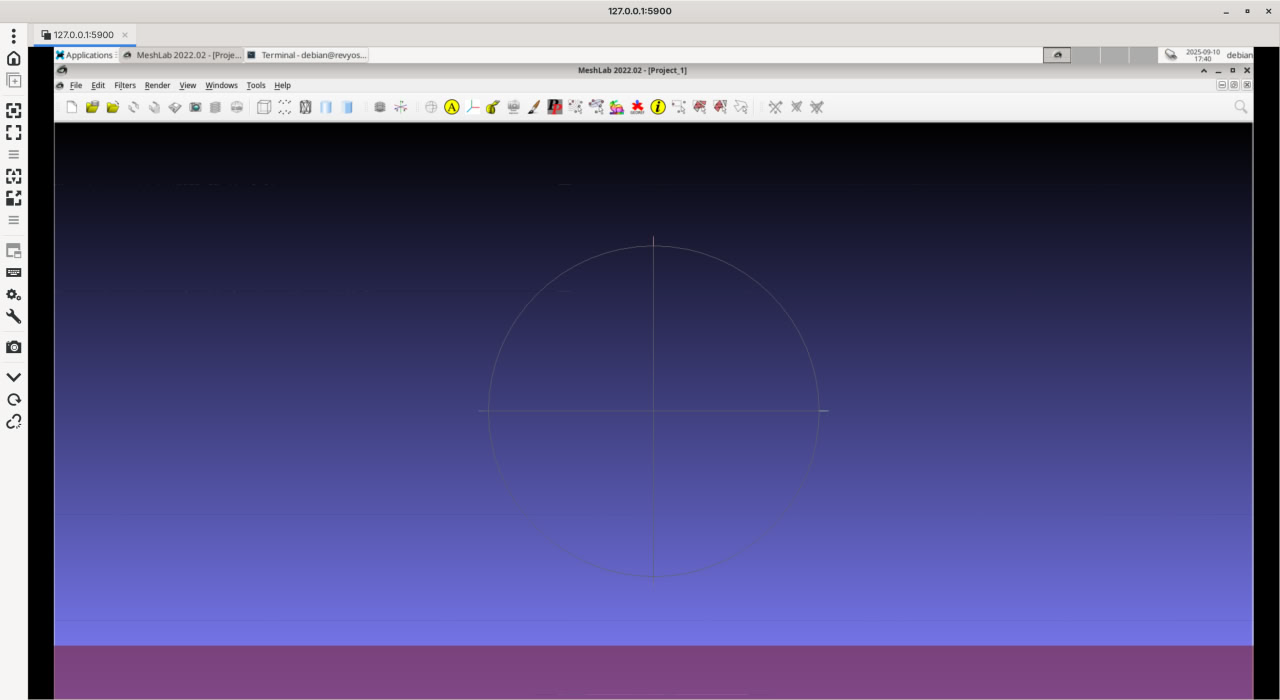 127.0.0.1:5900
127.0.0.1:5900
Applications MeshLab 2022.02 - [Proje... Terminal - debian@revyos... 2025-09-10 17:40 debian
MeshLab 2022.02 - [Project_1]
File Edit Filters Render View Windows Tools Help